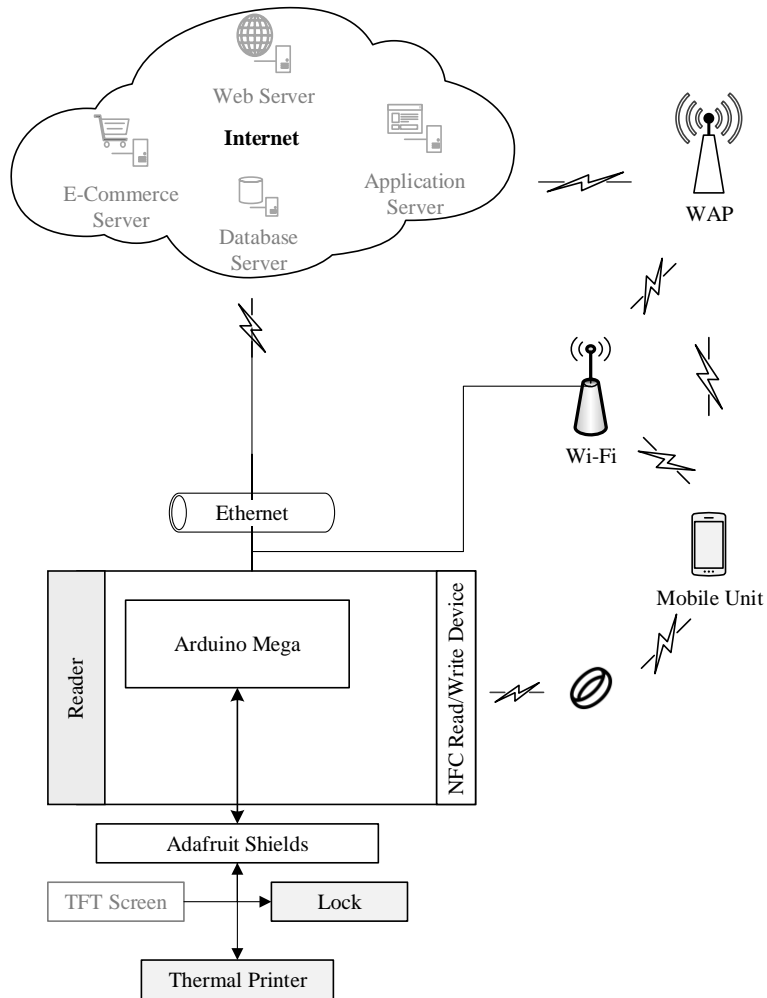 Web Server
Internet
E-Commerce
Server
Application
Server
Database
Server
WAP
Wi-Fi
Ethernet
Mobile Unit
Reader
Arduino Mega
NFC Read/Write Device
Adafruit Shields
TFT Screen
Lock
Thermal Printer